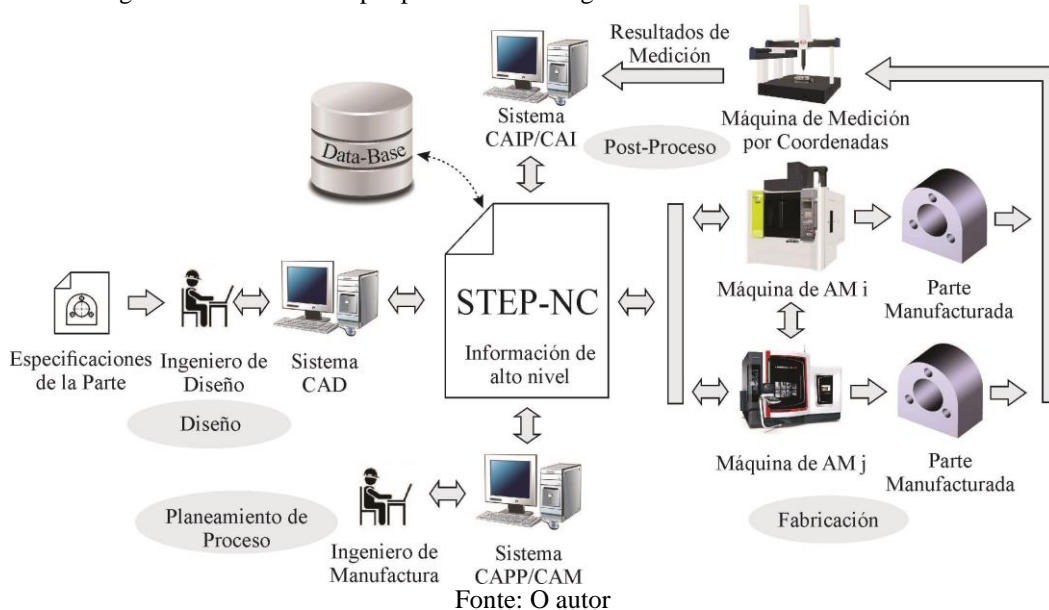 Resultados de
Medición
Sistema
CAIP/CAI
Post-Proceso
Máquina de Medición
por Coordenadas
Data-Base
STEP-NC
Información de
alto nivel
Máquina de AM i
Parte
Manufacturada
Especificaciones
de la Parte
Ingeniero de
Diseño
Sistema
CAD
Diseño
Máquina de AM j
Parte
Manufacturada
Fabricación
Planeamiento de
Proceso
Ingeniero de
Manufactura
Sistema
CAPP/CAM
Fonte: O autor